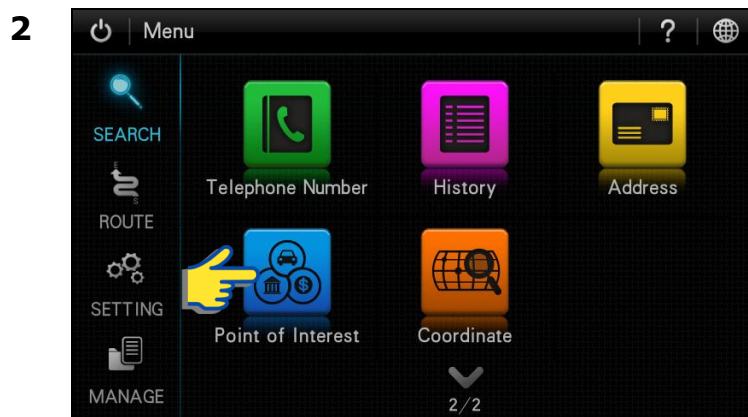 2
Menu
?
SEARCH
Telephone Number
History
Address
ROUTE
SETTING
$
Point of Interest
Coordinate
MANAGE
2/2